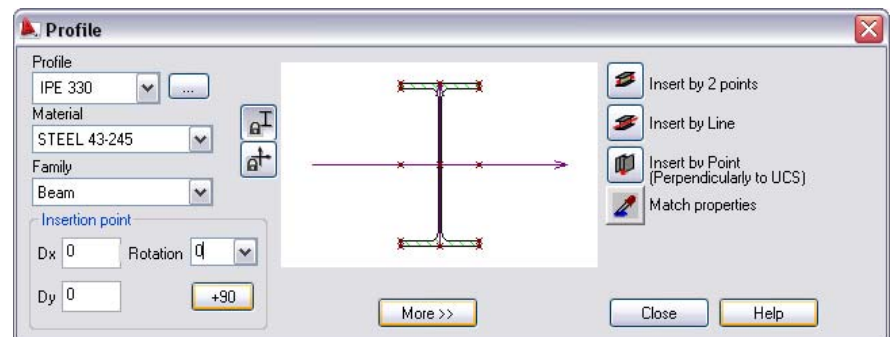 Profile
Profile
IPE 330
...
Material
STEEL 43-245
Family
Beam
Insertion point
Dx 0 Rotation 0
Dy 0 +90
More >>
Insert by 2 points
Insert by Line
Insert by Point
(Perpendicularly to UCS)
Match properties
Close
Help